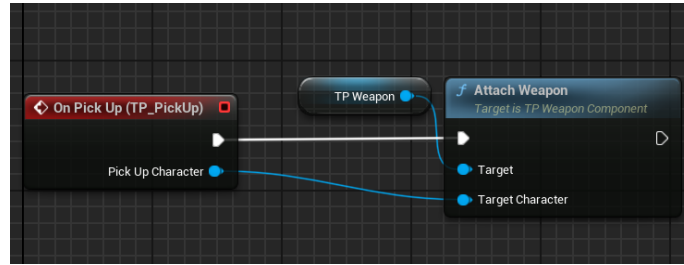 On Pick Up (TP_PickUp)
Pick Up Character
TP Weapon
f Attach Weapon
Target is TP Weapon Component
Target
Target Character